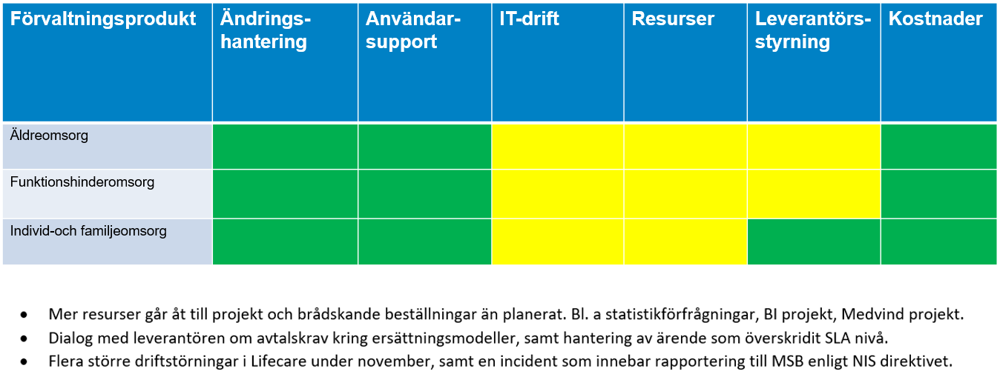 Förvaltningsprodukt
Ändrings-
hantering
Användar-
support
IT-drift
Resurser
Leverantörs-
styrning
Kostnader
Äldreomsorg
Funktionshinderomsorg
Individ-och familjeomsorg
• Mer resurser går åt till projekt och brådskande beställningar än planerat. Bl. a statistikförfrågningar, BI projekt, Medvind projekt.
• Dialog med leverantören om avtalskrav kring ersättningsmodeller, samt hantering av ärende som överskridit SLA nivå.
• Flera större driftstörningar i Lifecare under november, samt en incident som innebar rapportering till MSB enligt NIS direktivet.